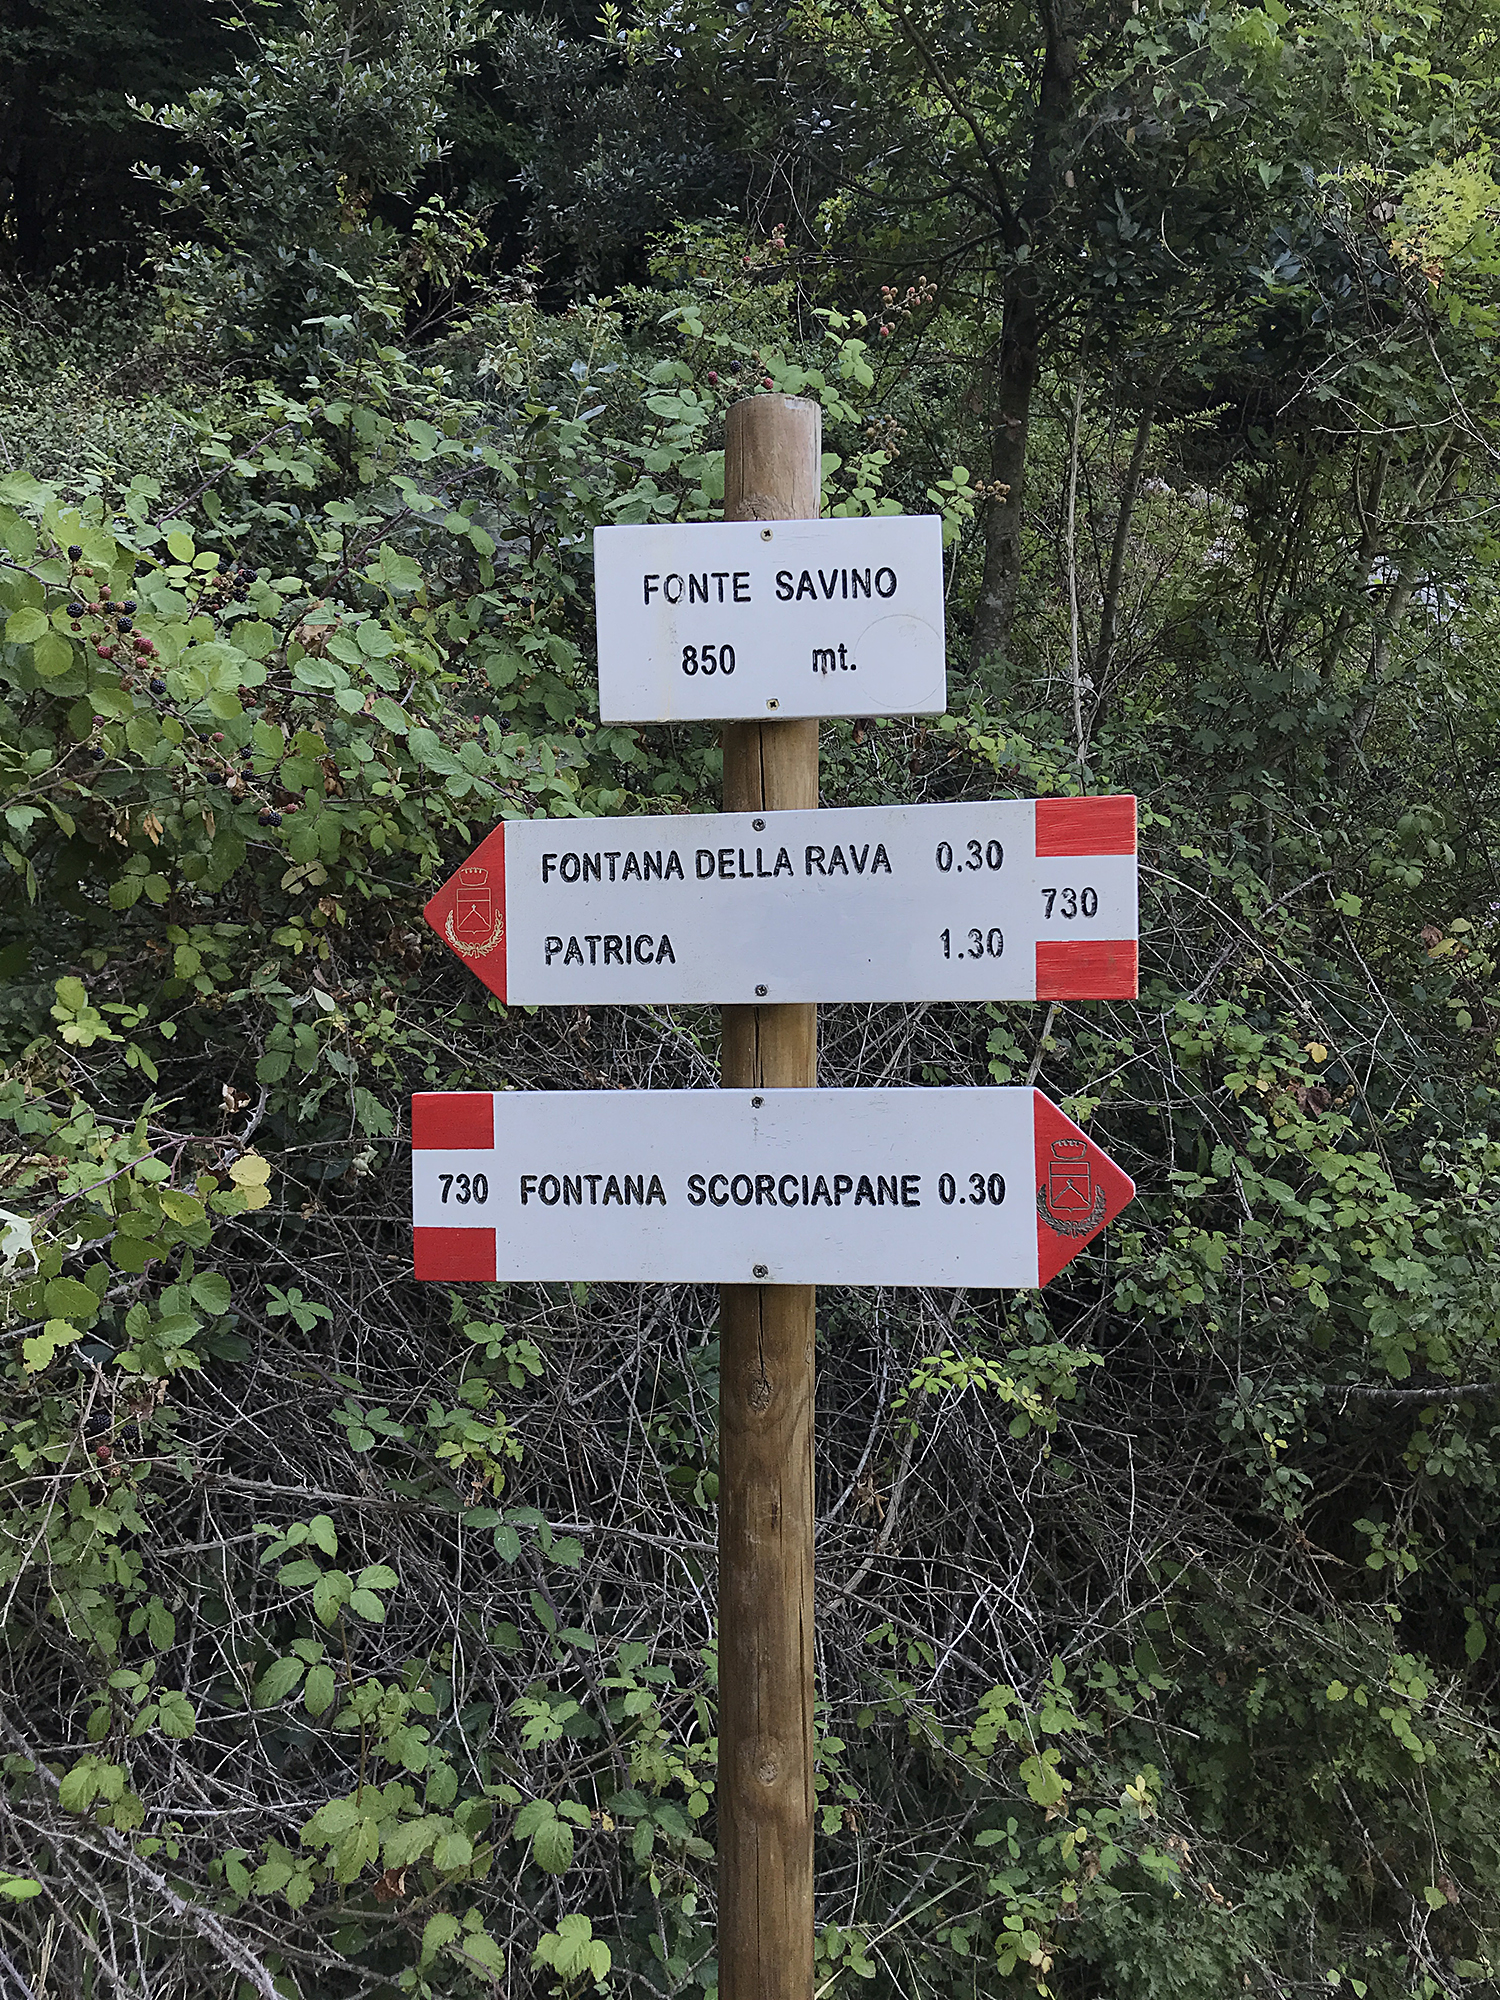 FONTE SAVINO
850 mt.
FONTANA DELLA RAVA 0.30
730
PATRICA 1.30
730 FONTANA SCORCIAPANE 0.30